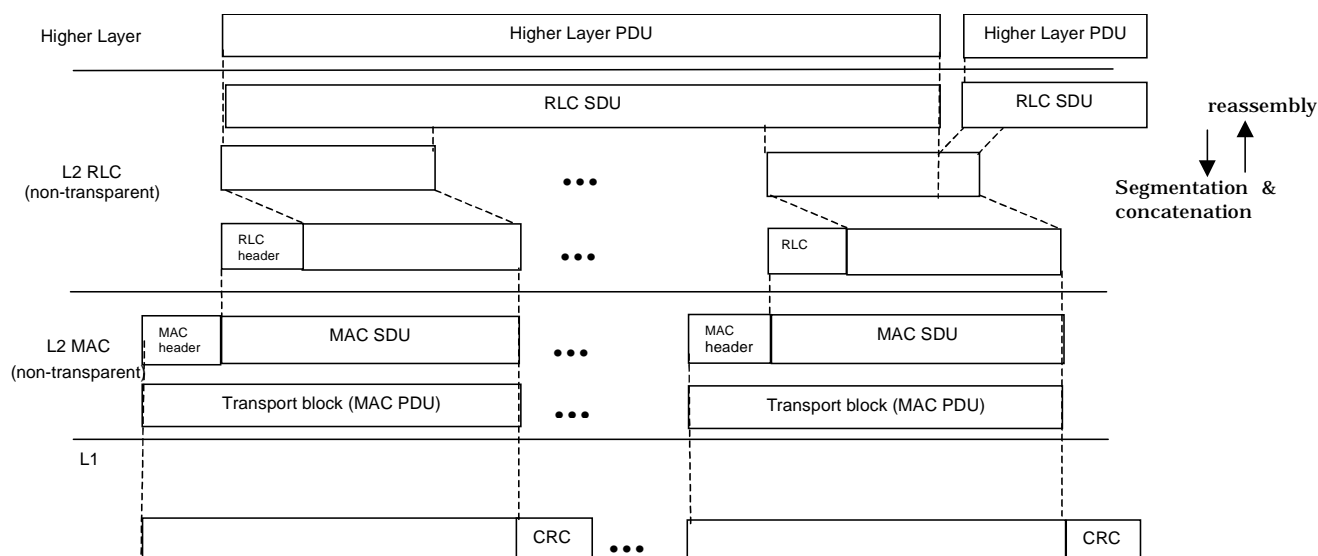 Higher Layer
Higher Layer PDU
Higher Layer PDU
RLC SDU
RLC SDU
reassembly
L2 RLC
(non-transparent)
Segmentation &
concatenation
RLC
header
RLC
L2 MAC
(non-transparent)
MAC
header
MAC SDU
MAC
header
MAC SDU
Transport block (MAC PDU)
Transport block (MAC PDU)
L1
CRC
CRC